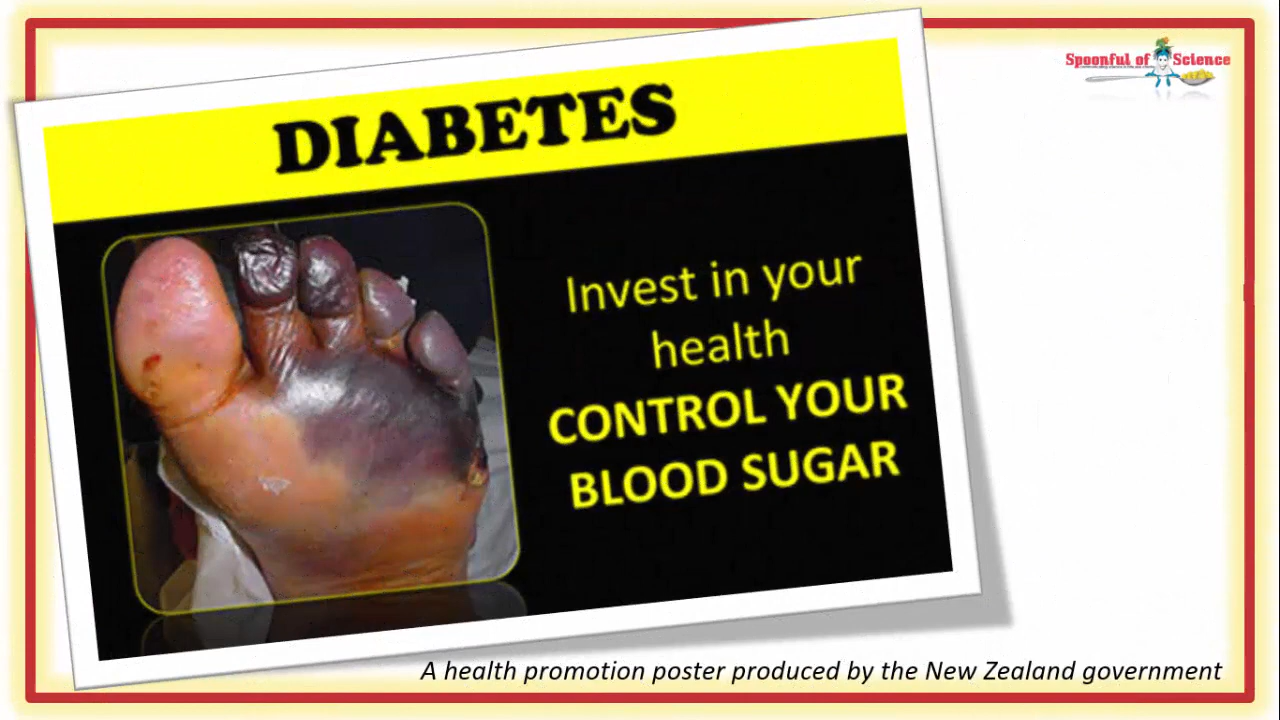 Spoonful of Science
DIABETES
Invest in your
health
CONTROL YOUR
BLOOD SUGAR
A health promotion poster produced by the New Zealand government